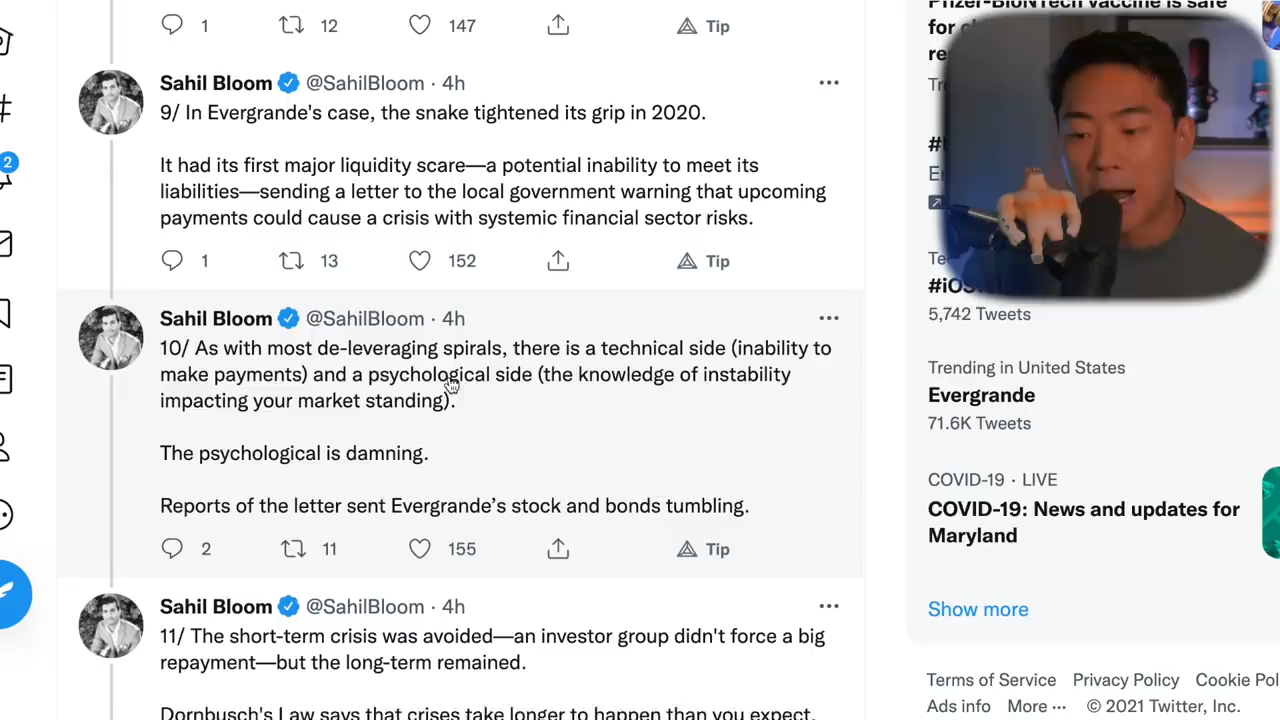 1 12 147 Tip
Sahil Bloom @SahilBloom · 4h
9/ In Evergrande's case, the snake tightened its grip in 2020.
It had its first major liquidity scare—a potential inability to meet its
liabilities—sending a letter to the local government warning that upcoming
payments could cause a crisis with systemic financial sector risks.
1 13 152 Tip
Sahil Bloom @SahilBloom · 4h
10/ As with most de-leveraging spirals, there is a technical side (inability to
make payments) and a psychological side (the knowledge of instability
impacting your market standing).
The psychological is damning.
Reports of the letter sent Evergrande’s stock and bonds tumbling.
2 11 155 Tip
Sahil Bloom @SahilBloom · 4h
11/ The short-term crisis was avoided—an investor group didn't force a big
repayment—but the long-term remained.
Dornbusch's Law says that crises take longer to happen than you expect,
2
Pfizer-BioNTech vaccine is safe
for
#iOS
5,742 Tweets
Trending in United States
Evergrande
71.6K Tweets
COVID-19 · LIVE
COVID-19: News and updates for
Maryland
Show more
Terms of Service Privacy Policy Cookie Pol
Ads info More ··· © 2021 Twitter, Inc.